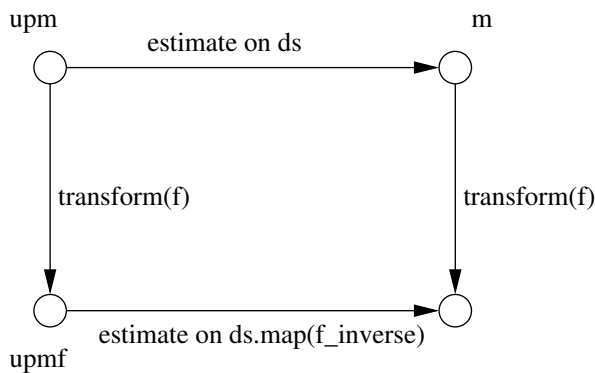 upm
m
estimate on ds
transform(f)
transform(f)
estimate on ds.map(f_inverse)
upmf